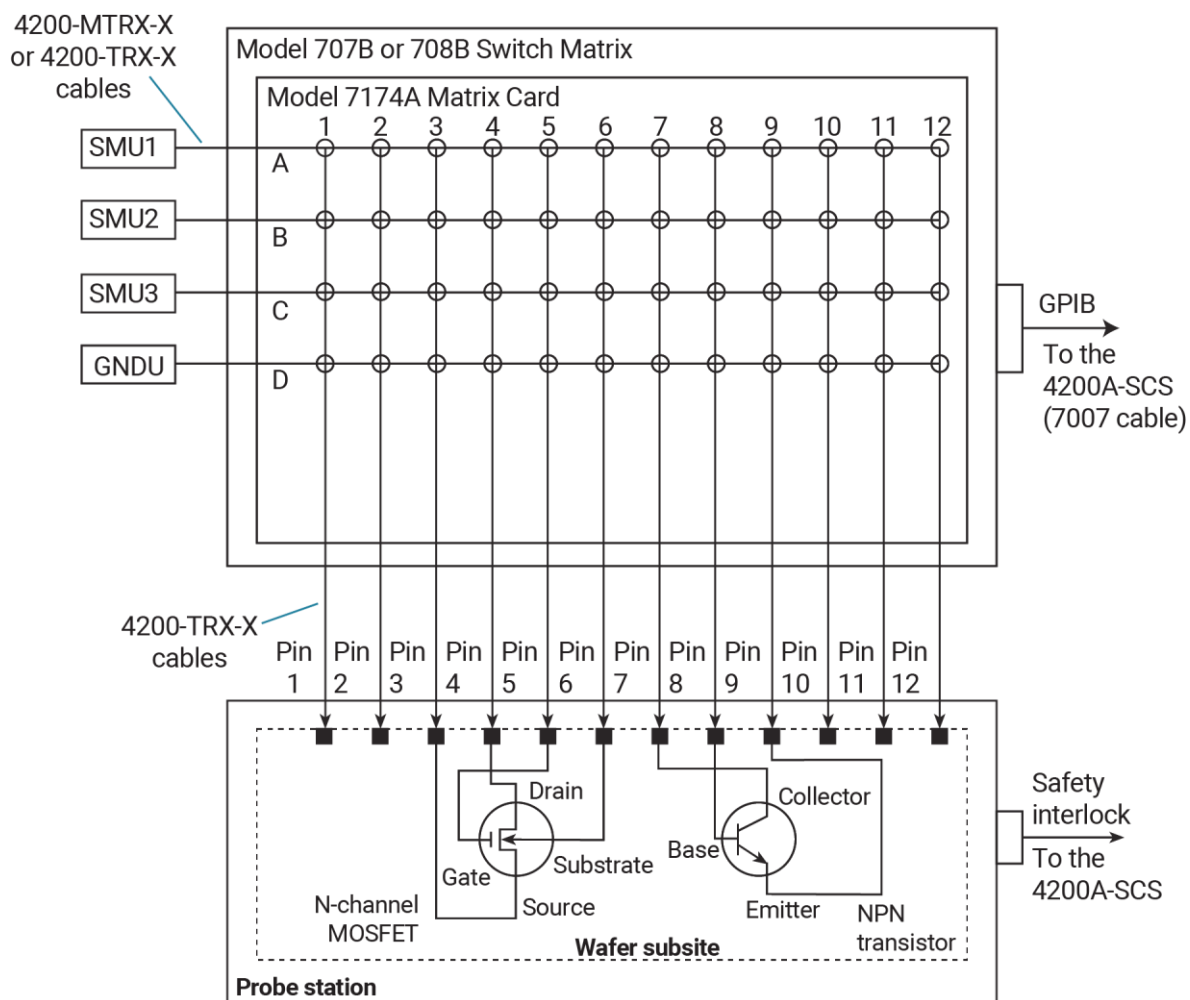 4200-MTRX-X
or 4200-TRX-X
cables
Model 707B or 708B Switch Matrix
Model 7174A Matrix Card
1 2 3 4 5 6 7 8 9 10 11 12
SMU1
A
SMU2
B
SMU3
C
GNDU
D
GPIB
To the
4200A-SCS
(7007 cable)
4200-TRX-X
cables
Pin Pin Pin Pin Pin Pin Pin Pin Pin Pin Pin Pin
1 2 3 4 5 6 7 8 9 10 11 12
Drain
Gate
Substrate
Source
N-channel
MOSFET
Collector
Base
Emitter
NPN
transistor
Wafer subsite
Probe station
Safety
interlock
To the
4200A-SCS